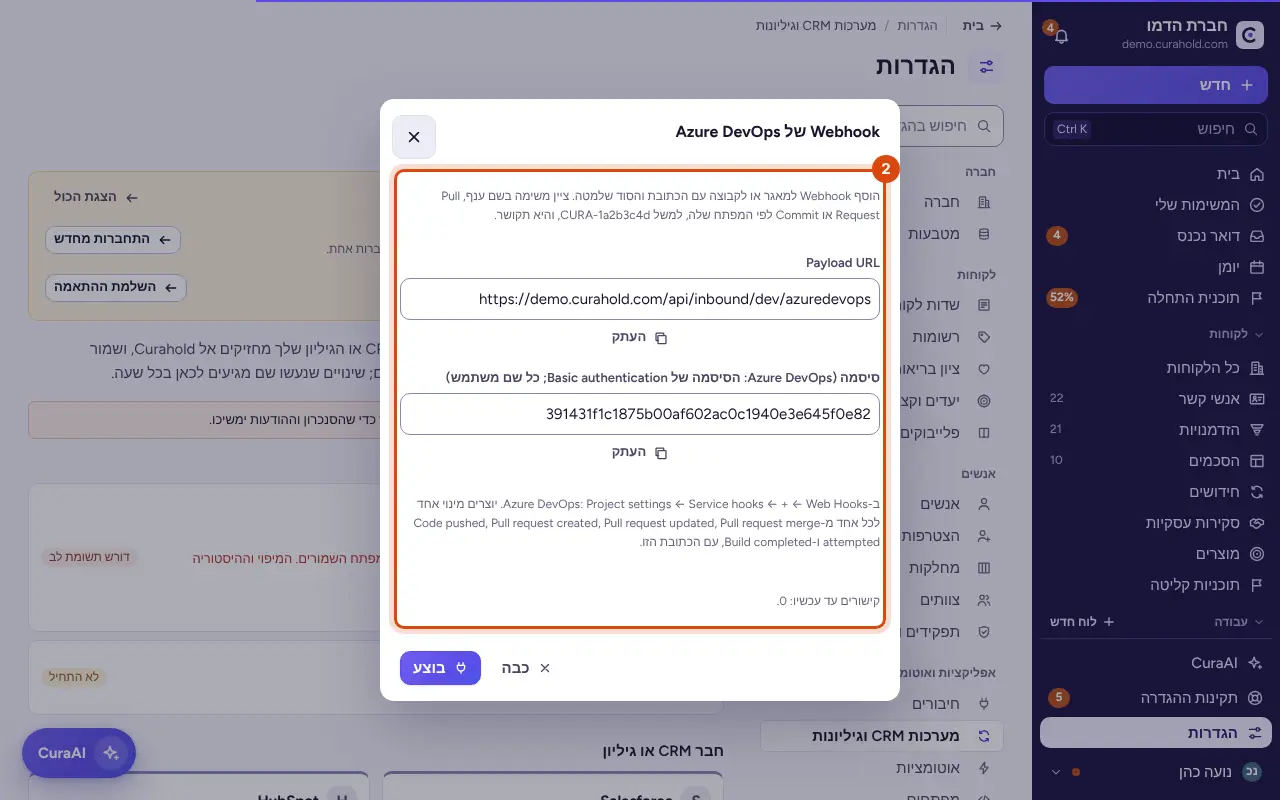 חברת הדמו
demo.curahold.com
4
חדש
חיפוש
Ctrl K
בית
המשימות שלי
דואר נכנס
4
יומן
תוכנית התחלה
52%
לקוחות
כל הלקוחות
אנשי קשר
22
הזדמנויות
21
הסכמים
10
חידושים
סקירות עסקיות
מוצרים
תוכניות קליטה
עבודה
לוח חדש
CuraAI
תקינות ההגדרה
5
הגדרות
נועה כהן
נכ
בית
הגדרות / מערכות CRM וגיליונות
הגדרות
חברה
חברה
מטבעות
לקוחות
רשומות
אנשים
אנשים
מחלקות
צוותים
חיבורים
מערכות CRM וגיליונות
אוטומציות
הצגת הכול
התחברות מחדש
השלמת ההתאמה
דורש תשומת לב
לא התחיל
חבר CRM או גיליון
CuraAI
Webhook של Azure DevOps
2
הוסף Webhook למאגר או לקבוצה עם הכתובת והסוד שלמטה. ציין משימה בשם ענף, Pull
Request או Commit לפי המפתח שלה, למשל CURA-1a2b3c4d, והיא תקושר.
Payload URL
https://demo.curahold.com/api/inbound/dev/azuredevops
העתק
סיסמה (Azure DevOps: הסיסמה של Basic authentication; כל שם משתמש)
391431f1c1875b00af602ac0c1940e3e645f0e82
העתק
ב-Azure DevOps: Project settings ← Service hooks ← + ← Web Hooks. יוצרים מינוי אחד
לכל אחד מ-Code pushed, Pull request created, Pull request updated, Pull request merge
attempted ו-Build completed, עם הכתובת הזו.
קישורים עד עכשיו: 0.
כבה
בוצע